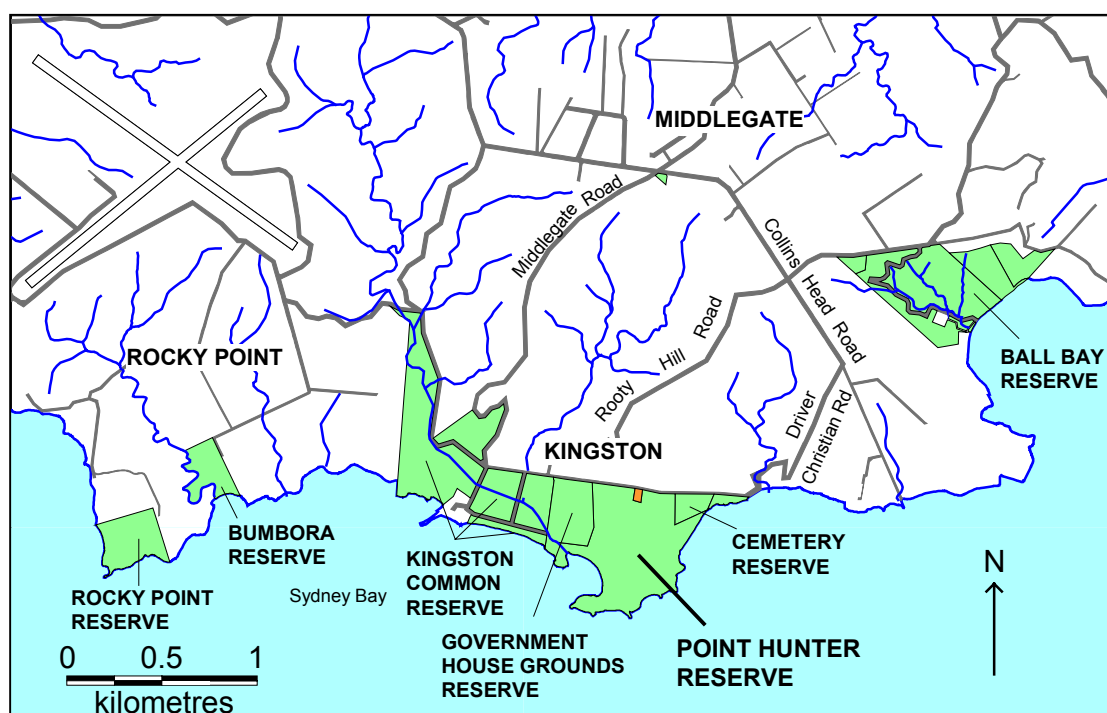 MIDDLEGATE
Middlegate Road
Collins Head Road
ROCKY POINT
Rooty Hill Road
BALL BAY
RESERVE
Driver
Christian Rd
KINGSTON
BUMBORA
RESERVE
KINGSTON
COMMON
RESERVE
CEMETERY
RESERVE
N
ROCKY POINT
RESERVE
Sydney Bay
GOVERNMENT
HOUSE GROUNDS
RESERVE
POINT HUNTER
RESERVE
0 0.5 1
kilometres